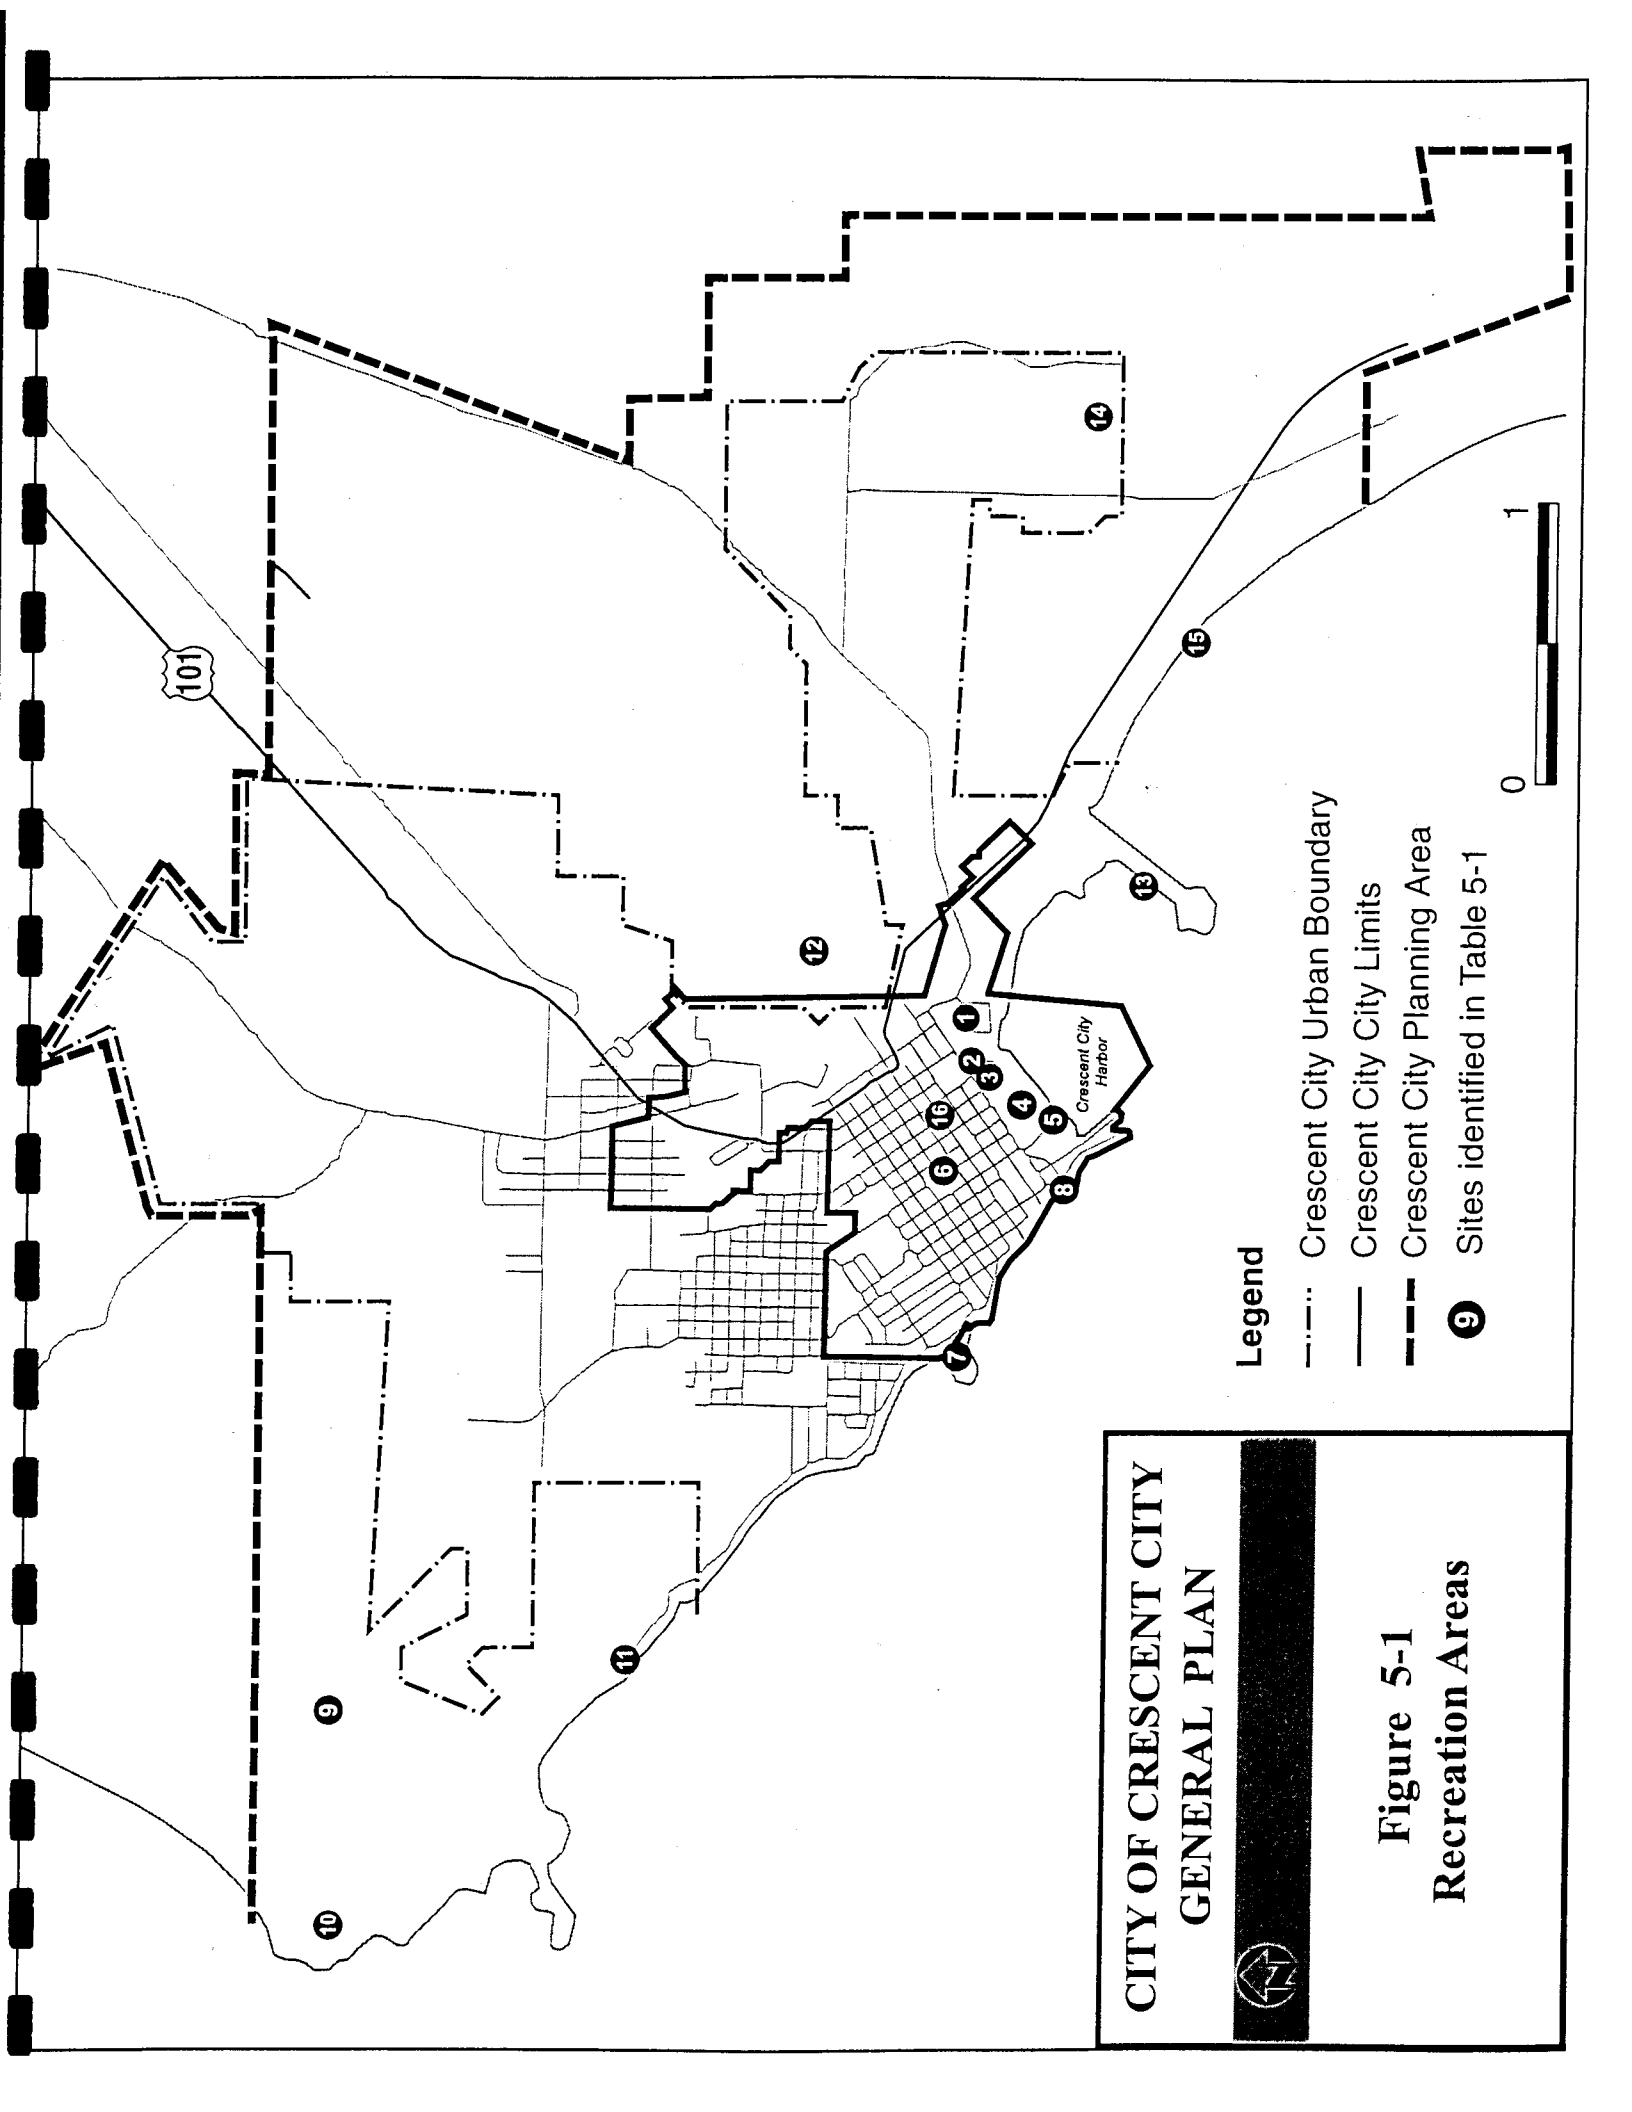 101
9
10
11
12
14
15
13
1
2
3
4
5
16
6
8
7
Crescent City
Harbor
Legend
Crescent City Urban Boundary
Crescent City City Limits
Crescent City Planning Area
9 Sites identified in Table 5-1
0 1
CITY OF CRESCENT CITY
GENERAL PLAN
N
Figure 5-1
Recreation Areas